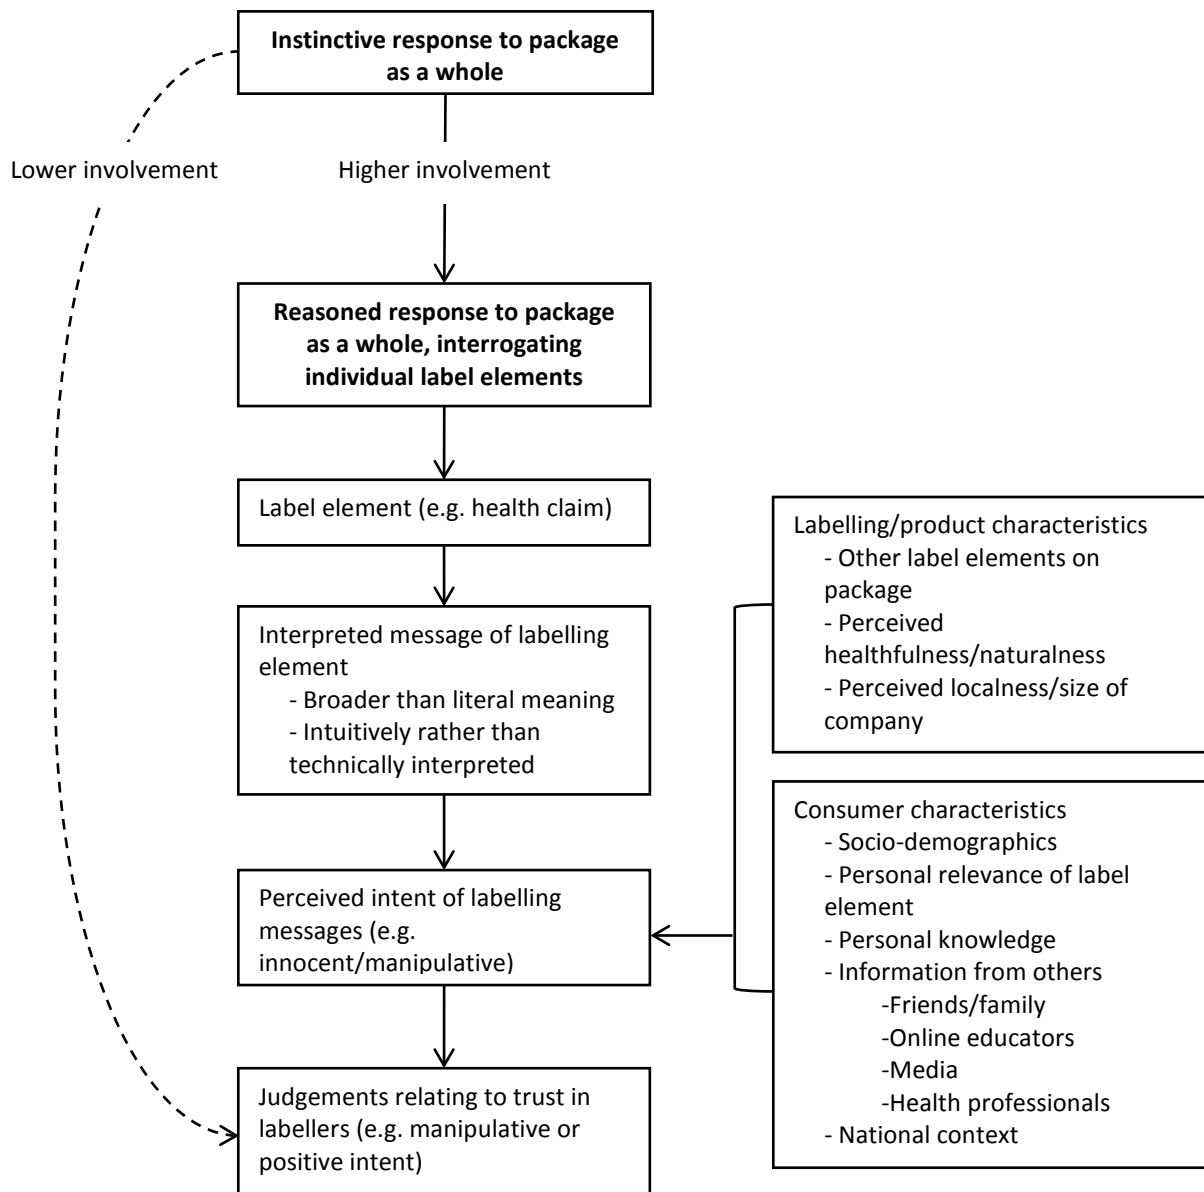 Instinctive response to package
as a whole
Lower involvement
Higher involvement
Reasoned response to package
as a whole, interrogating
individual label elements
Label element (e.g. health claim)
Interpreted message of labelling
element
- Broader than literal meaning
- Intuitively rather than
technically interpreted
Perceived intent of labelling
messages (e.g.
innocent/manipulative)
Judgements relating to trust in
labellers (e.g. manipulative or
positive intent)
Labelling/product characteristics
- Other label elements on
package
- Perceived
healthfulness/naturalness
- Perceived localness/size of
company
Consumer characteristics
- Socio-demographics
- Personal relevance of label
element
- Personal knowledge
- Information from others
-Friends/family
-Online educators
-Media
-Health professionals
- National context